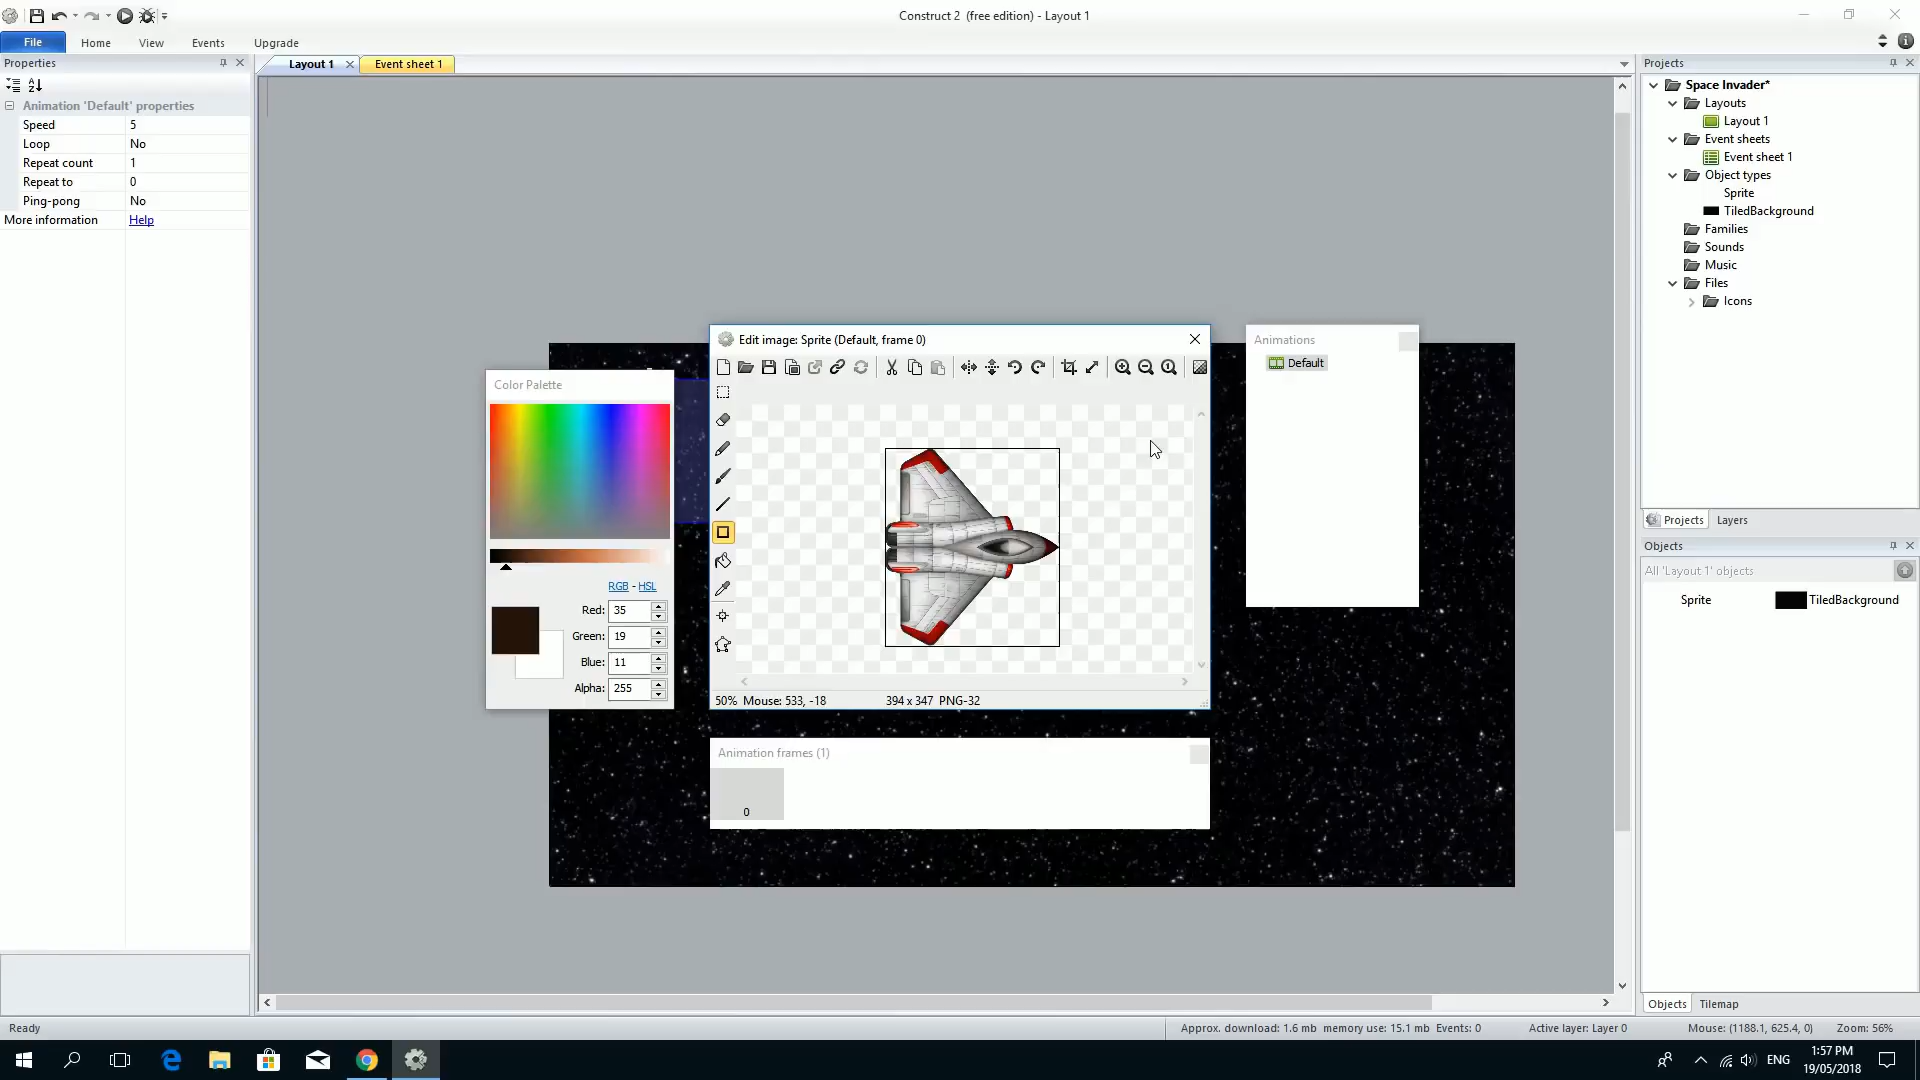 Construct 2  (free edition) - Layout 1
File
Home
View
Events
Upgrade
Properties
Layout 1
Event sheet 1
Projects
Animation 'Default' properties
Speed 5
Loop No
Repeat count 1
Repeat to 0
Ping-pong No
More information Help
Space Invader*
Layouts
Layout 1
Event sheets
Event sheet 1
Object types
Sprite
TiledBackground
Families
Sounds
Music
Files
Icons
Projects
Layers
Objects
All 'Layout 1' objects
Sprite
TiledBackground
Objects
Tilemap
Edit image: Sprite (Default, frame 0)
50% Mouse: 533, -18
394 x 347 PNG-32
Color Palette
RGB - HSL
Red: 35
Green: 19
Blue: 11
Alpha: 255
Animations
Default
Animation frames (1)
0
Ready
Approx. download: 1.6 mb memory use: 15.1 mb Events: 0
Active layer: Layer 0
Mouse: (1188.1, 625.4, 0)
Zoom: 56%
ENG
1:57 PM
19/05/2018